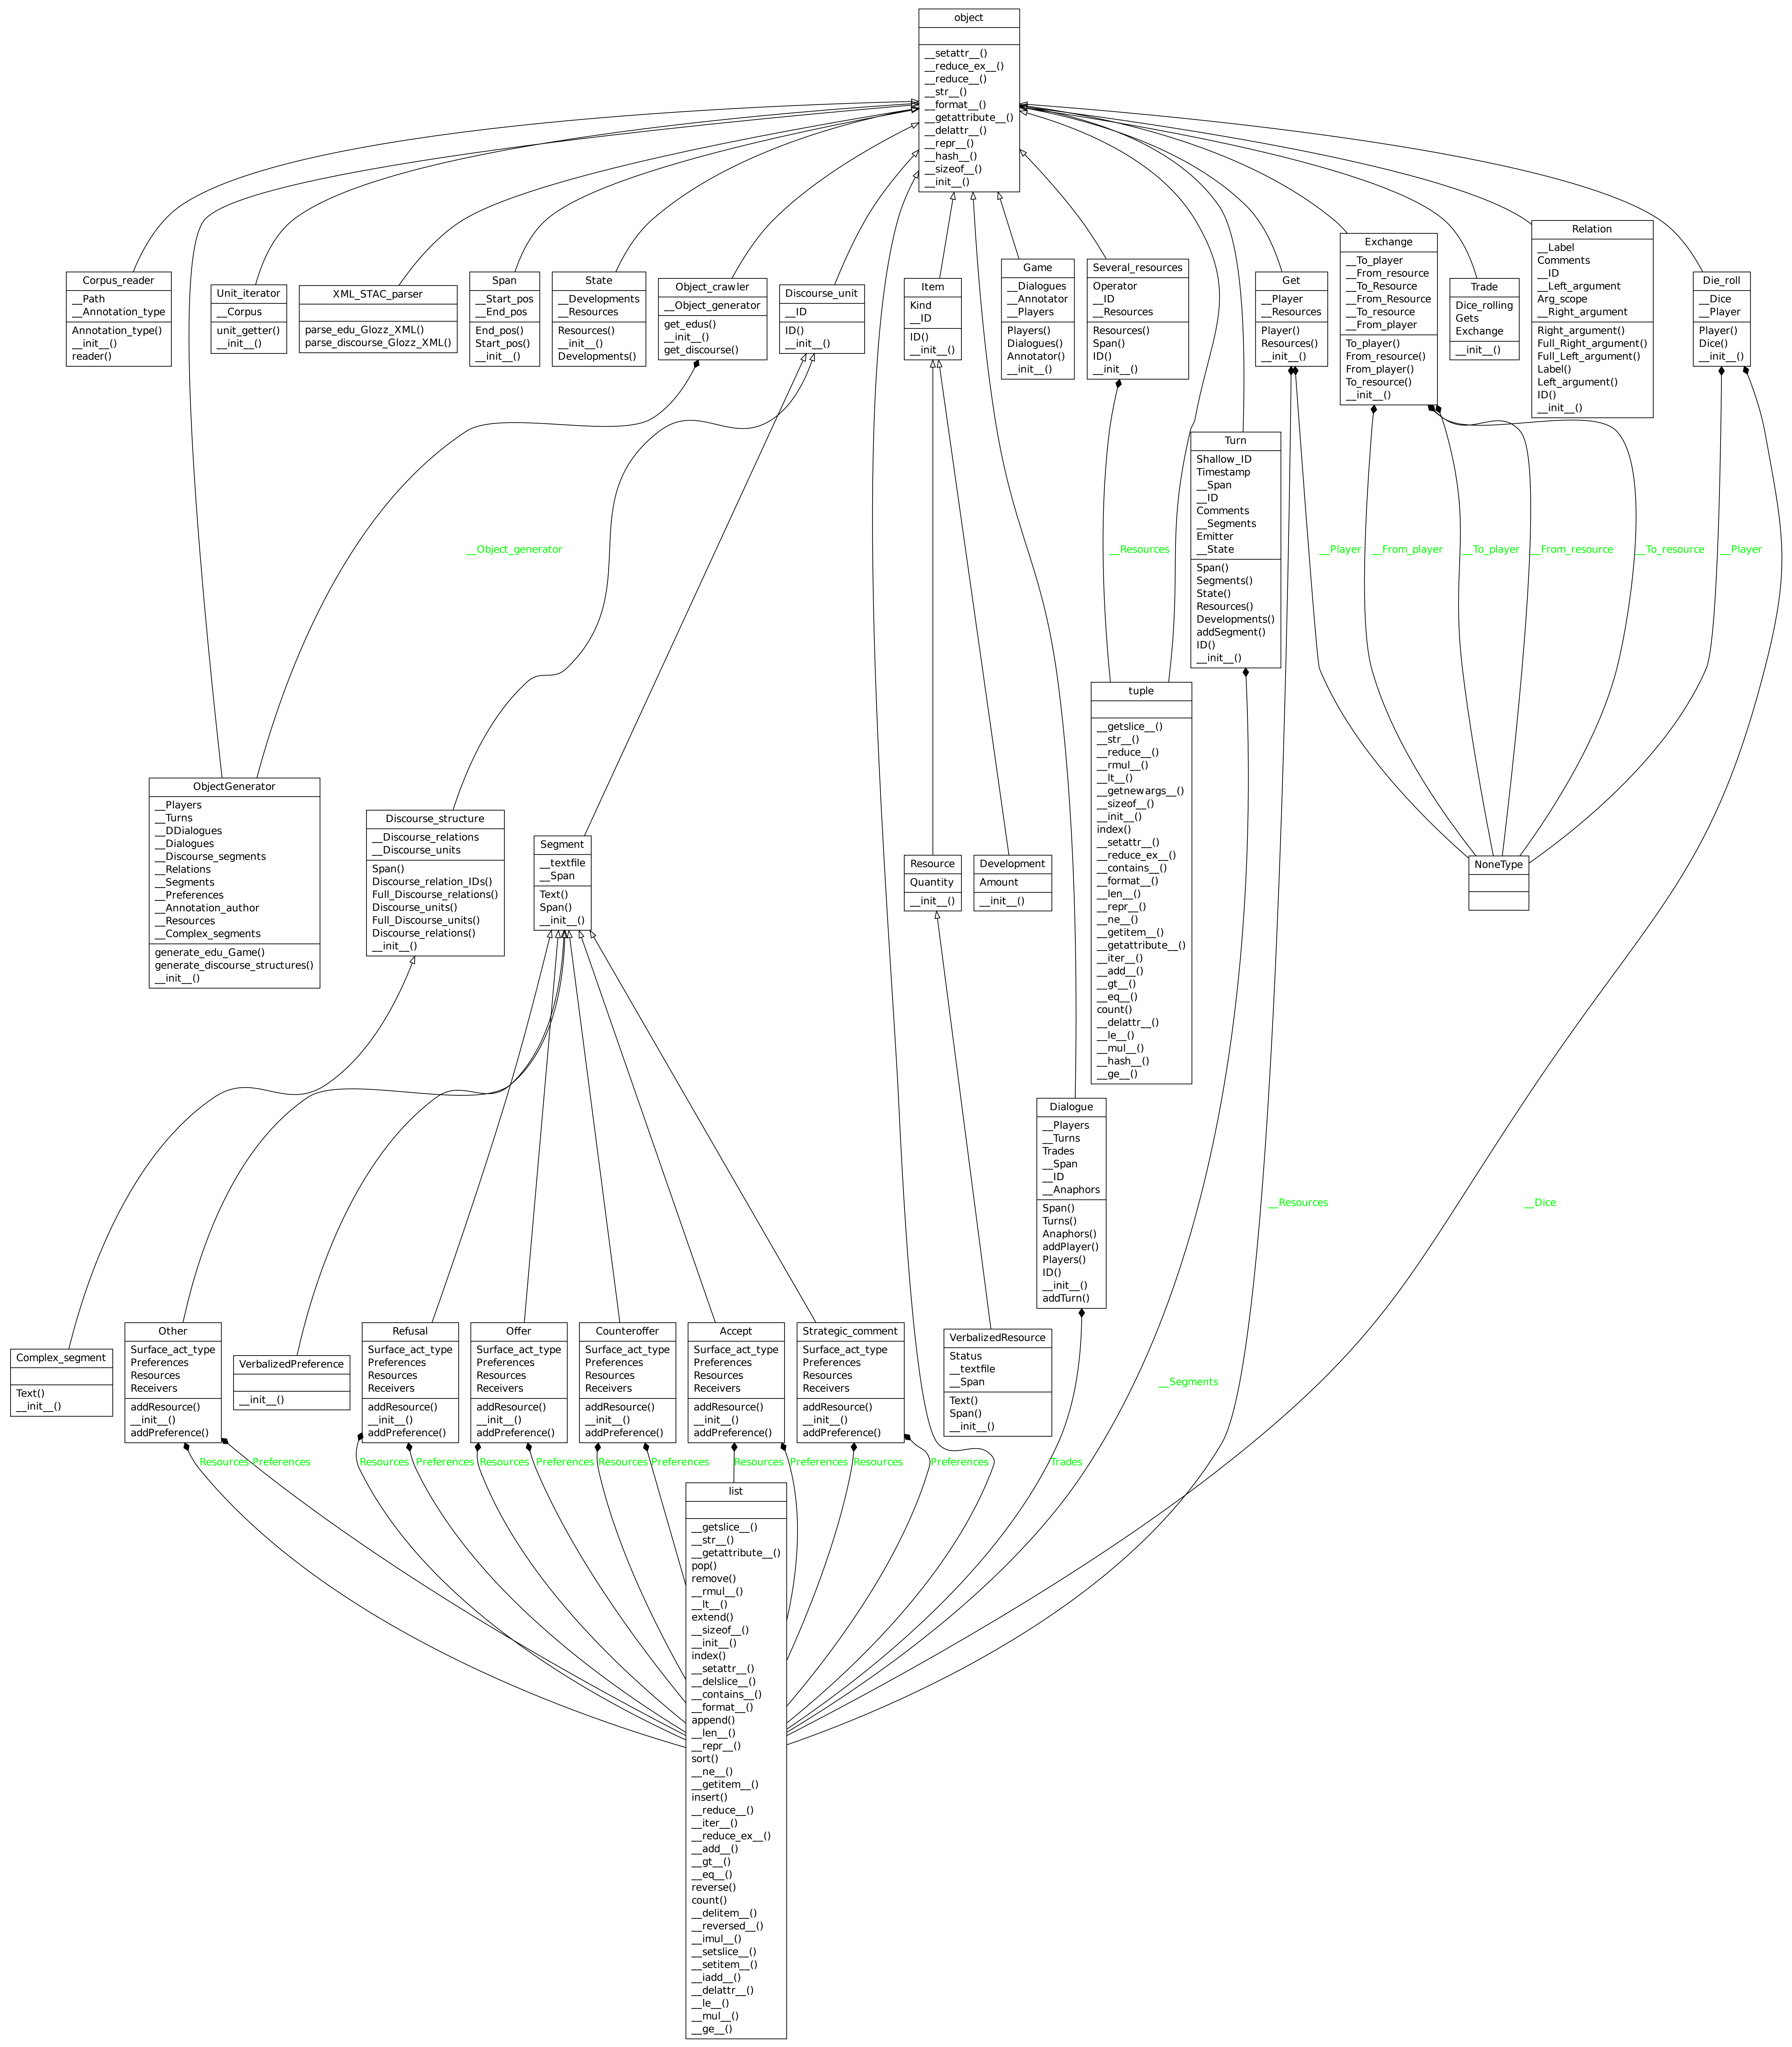 object
__setattr__()
__reduce_ex__()
__reduce__()
__str__()
__format__()
__getattribute__()
__delattr__()
__repr__()
__hash__()
__sizeof__()
__init__()
Corpus_reader
__Path
__Annotation_type
Annotation_type()
__init__()
reader()
Unit_iterator
__Corpus
unit_getter()
__init__()
XML_STAC_parser
parse_edu_Glozz_XML()
parse_discourse_Glozz_XML()
Span
__Start_pos
__End_pos
End_pos()
Start_pos()
__init__()
State
__Developments
__Resources
Resources()
__init__()
Developments()
Object_crawler
__Object_generator
get_edus()
__init__()
get_discourse()
Discourse_unit
__ID
ID()
__init__()
Item
Kind
__ID
ID()
__init__()
Game
__Dialogues
__Annotator
__Players
Players()
Dialogues()
Annotator()
__init__()
Several_resources
Operator
__ID
__Resources
Resources()
Span()
ID()
__init__()
Get
__Player
__Resources
Player()
Resources()
__init__()
Exchange
__To_player
__From_resource
__To_Resource
__From_Resource
__To_resource
__From_player
To_player()
From_resource()
From_player()
To_resource()
__init__()
Trade
Dice_rolling
Gets
Exchange
__init__()
Relation
__Label
Comments
__ID
__Left_argument
Arg_scope
__Right_argument
Right_argument()
Full_Right_argument()
Full_Left_argument()
Label()
Left_argument()
ID()
__init__()
Die_roll
__Dice
__Player
Player()
Dice()
__init__()
Turn
Shallow_ID
Timestamp
__Span
__ID
Comments
__Segments
Emitter
__State
Span()
Segments()
State()
Resources()
Developments()
addSegment()
ID()
__init__()
__Object_generator
__Resources
__Player
__From_player
__To_player
__From_resource
__To_resource
__Player
tuple
__getslice__()
__str__()
__reduce__()
__rmul__()
__lt__()
__getnewargs__()
__sizeof__()
__init__()
index()
__setattr__()
__reduce_ex__()
__contains__()
__format__()
__len__()
__repr__()
__ne__()
__getitem__()
__getattribute__()
__iter__()
__add__()
__gt__()
__eq__()
count()
__delattr__()
__le__()
__mul__()
__hash__()
__ge__()
ObjectGenerator
__Players
__Turns
__DDialogues
__Dialogues
__Discourse_segments
__Relations
__Segments
__Preferences
__Annotation_author
__Resources
__Complex_segments
generate_edu_Game()
generate_discourse_structures()
__init__()
Discourse_structure
__Discourse_relations
__Discourse_units
Span()
Discourse_relation_IDs()
Full_Discourse_relations()
Discourse_units()
Full_Discourse_units()
Discourse_relations()
__init__()
Segment
__textfile
__Span
Text()
Span()
__init__()
Resource
Quantity
__init__()
Development
Amount
__init__()
NoneType
Dialogue
__Players
__Turns
Trades
__Span
__ID
__Anaphors
Span()
Turns()
Anaphors()
addPlayer()
Players()
ID()
__init__()
addTurn()
__Resources
__Dice
__Segments
Complex_segment
Text()
__init__()
Other
Surface_act_type
Preferences
Resources
Receivers
addResource()
__init__()
addPreference()
VerbalizedPreference
__init__()
Refusal
Surface_act_type
Preferences
Resources
Receivers
addResource()
__init__()
addPreference()
Offer
Surface_act_type
Preferences
Resources
Receivers
addResource()
__init__()
addPreference()
Counteroffer
Surface_act_type
Preferences
Resources
Receivers
addResource()
__init__()
addPreference()
Accept
Surface_act_type
Preferences
Resources
Receivers
addResource()
__init__()
addPreference()
Strategic_comment
Surface_act_type
Preferences
Resources
Receivers
addResource()
__init__()
addPreference()
VerbalizedResource
Status
__textfile
__Span
Text()
Span()
__init__()
Resources
Preferences
Resources
Preferences
Resources
Preferences
Resources
Preferences
Resources
Preferences
Resources
Preferences
Trades
list
__getslice__()
__str__()
__getattribute__()
pop()
remove()
__rmul__()
__lt__()
extend()
__sizeof__()
__init__()
index()
__setattr__()
__delslice__()
__contains__()
__format__()
append()
__len__()
__repr__()
sort()
__ne__()
__getitem__()
insert()
__reduce__()
__iter__()
__reduce_ex__()
__add__()
__gt__()
__eq__()
reverse()
count()
__delitem__()
__reversed__()
__imul__()
__setslice__()
__setitem__()
__iadd__()
__delattr__()
__le__()
__mul__()
__ge__()